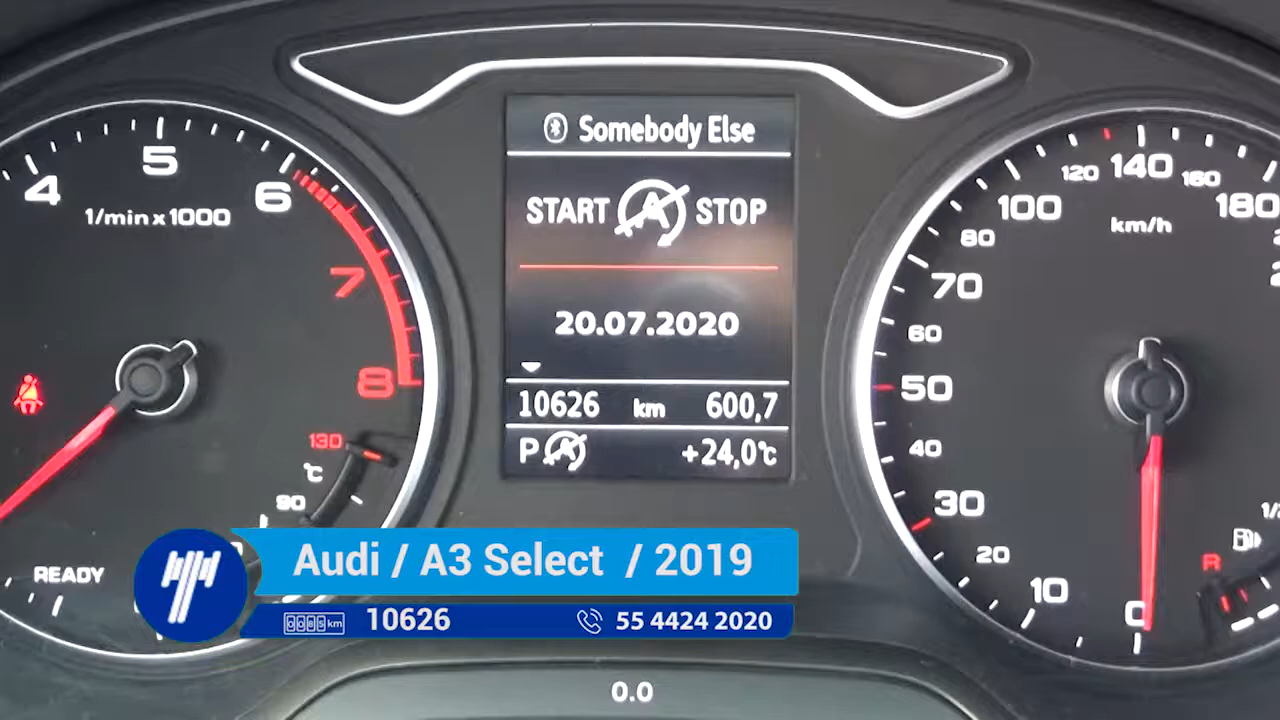 Somebody Else
START A STOP
20.07.2020
10626 km 600,7
P A +24,0°C
4 5 6 7 8
1/min x 1000
130
°C
90
READY
0 10 20 30 40 50 60 70 80 100 120 140 160 180
km/h
1/
R
Audi / A3 Select / 2019
km 10626 55 4424 2020
0.0